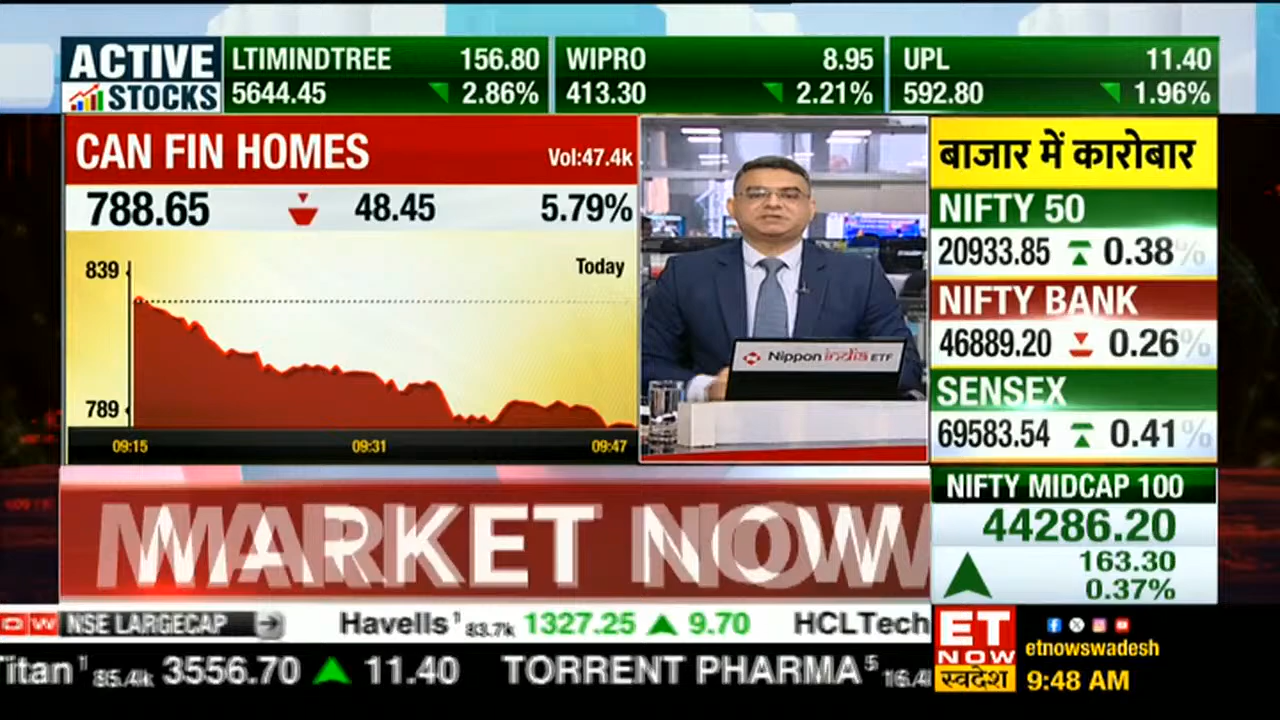 ACTIVE STOCKS
LTIMINDTREE 156.80
5644.45 2.86%
WIPRO 8.95
413.30 2.21%
UPL 11.40
592.80 1.96%
CAN FIN HOMES Vol:47.4k
788.65 48.45 5.79%
839
Today
789
09:15 09:31 09:47
Nippon india ETF
बाजार में कारोबार
NIFTY 50
20933.85 0.38%
NIFTY BANK
46889.20 0.26%
SENSEX
69583.54 0.41%
NIFTY MIDCAP 100
44286.20
163.30
0.37%
MARKET NOW
OW NSE LARGECAP Havells 1 83.7k 1327.25 9.70 HCLTech
Titan 1 85.4k 3556.70 11.40 TORRENT PHARMA 5 16.4
ET
NOW
स्वदेश
etnowswadesh
9:48 AM